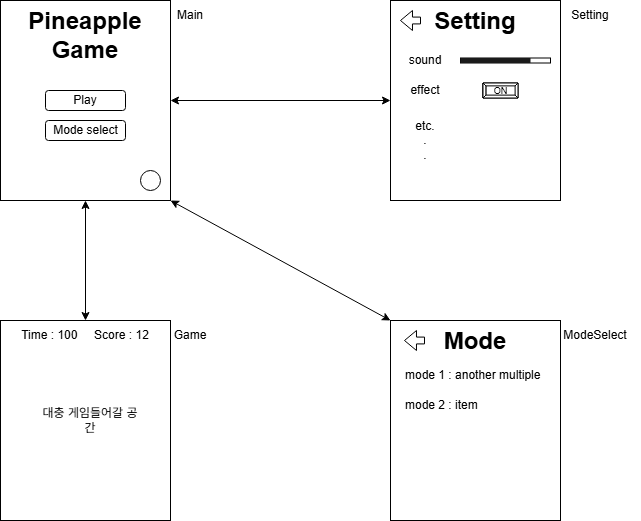 Pineapple
Game
Main
Play
Mode select
Setting
Setting
sound
effect
ON
etc.
.
.
Time : 100
Score : 12
Game
대충 게임들어갈 공
간
Mode
ModeSelect
mode 1 : another multiple
mode 2 : item